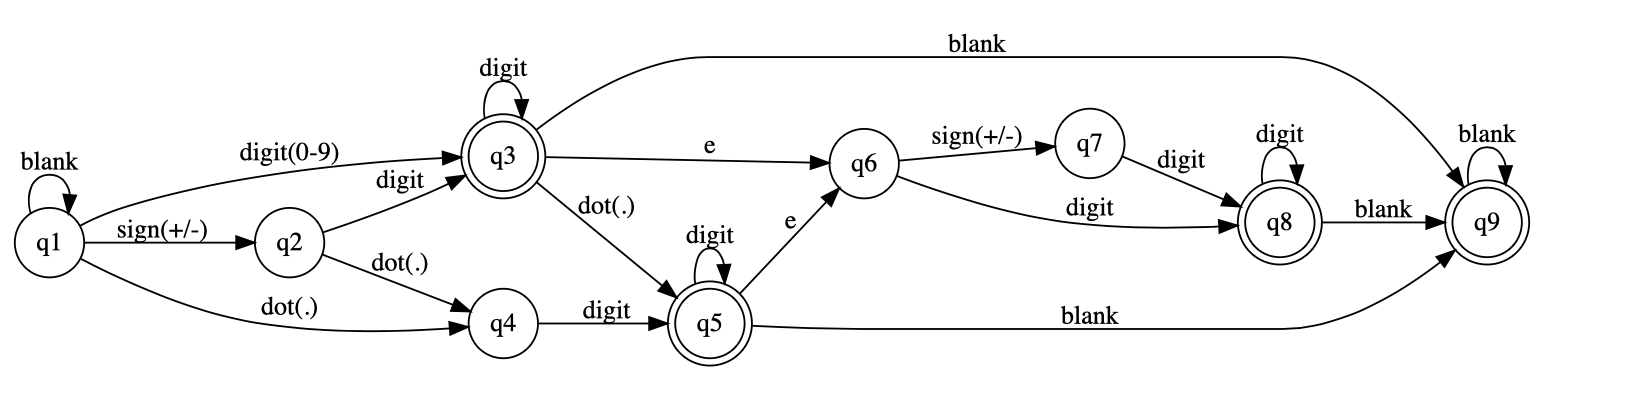 blank
digit
blank
digit(0-9)
q3
e
q6
sign(+/-)
q7
digit
digit
blank
q1
sign(+/-)
q2
digit
dot(.)
digit
e
digit
q8
blank
q9
dot(.)
dot(.)
q4
digit
q5
blank